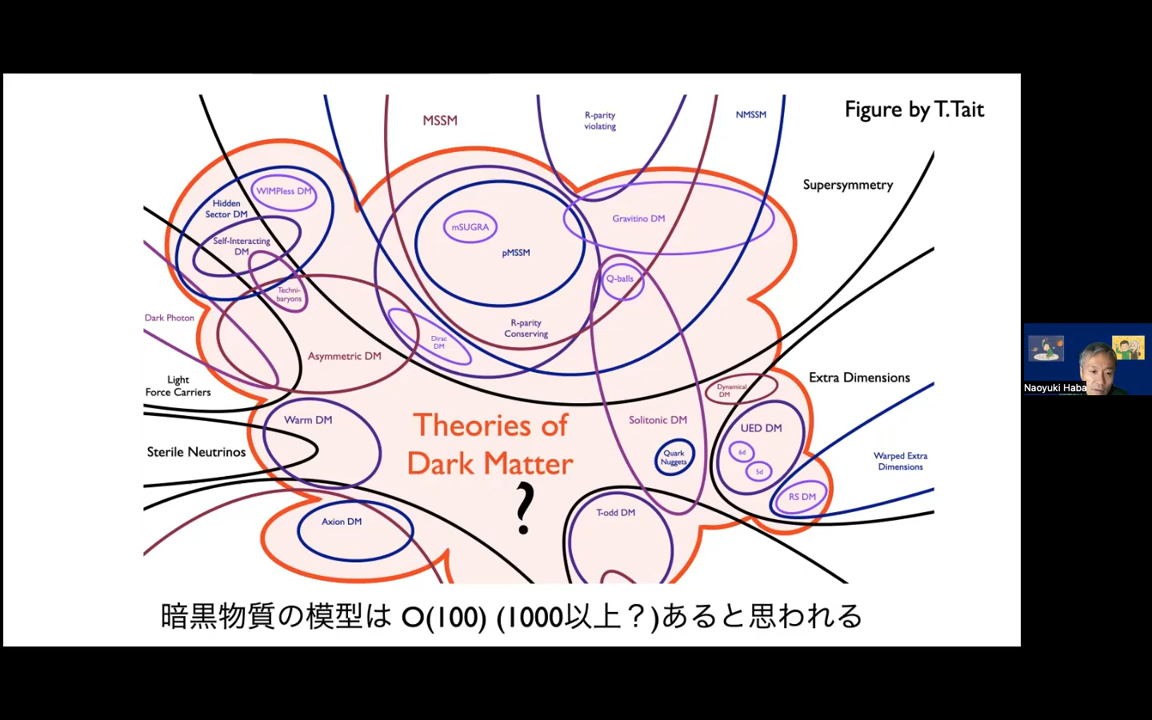 Figure by T.Tait
MSSM
R-parity
violating
NMSSM
Supersymmetry
WIMPless DM
Hidden
Sector DM
Self-Interacting
DM
Techni-
baryons
mSUGRA
pMSSM
Gravitino DM
Q-balls
R-parity
Conserving
Dirac
DM
Dark Photon
Asymmetric DM
Light
Force Carriers
Extra Dimensions
Dynamical
DM
Warm DM
Theories of
Dark Matter
?
Solitonic DM
UED DM
6d
5d
Quark
Nuggets
Sterile Neutrinos
Warped Extra
Dimensions
RS DM
Axion DM
T-odd DM
暗黒物質の模型は O(100) (1000以上？)あると思われる
Naoyuki Haba